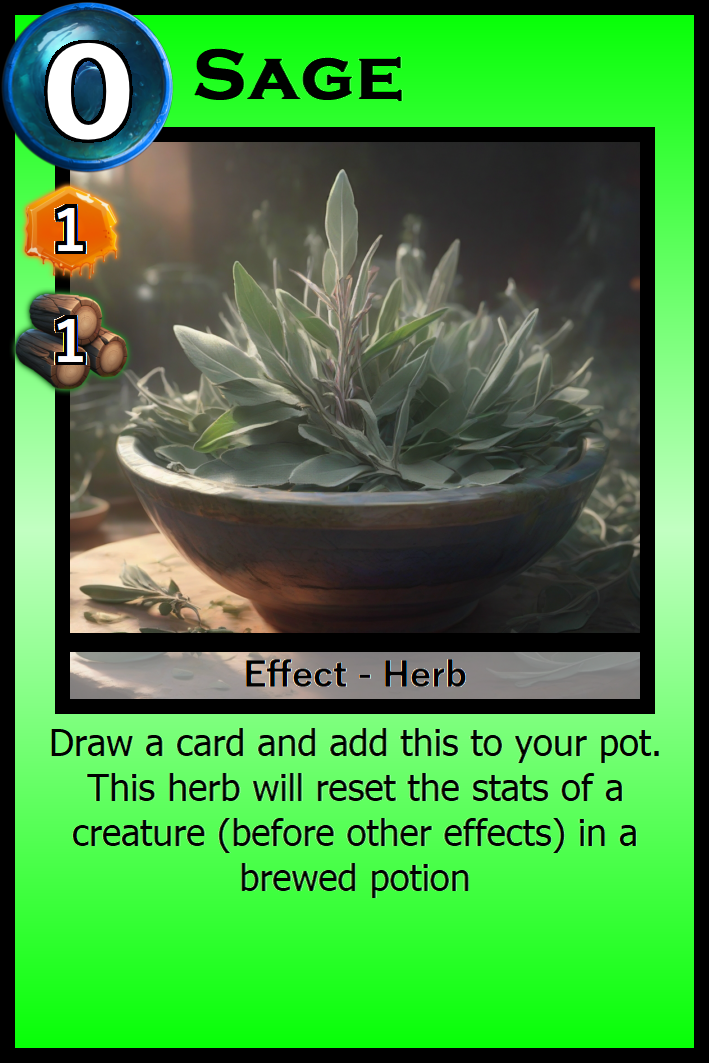 0
Sage
1
1
Effect - Herb
Draw a card and add this to your pot.
This herb will reset the stats of a
creature (before other effects) in a
brewed potion